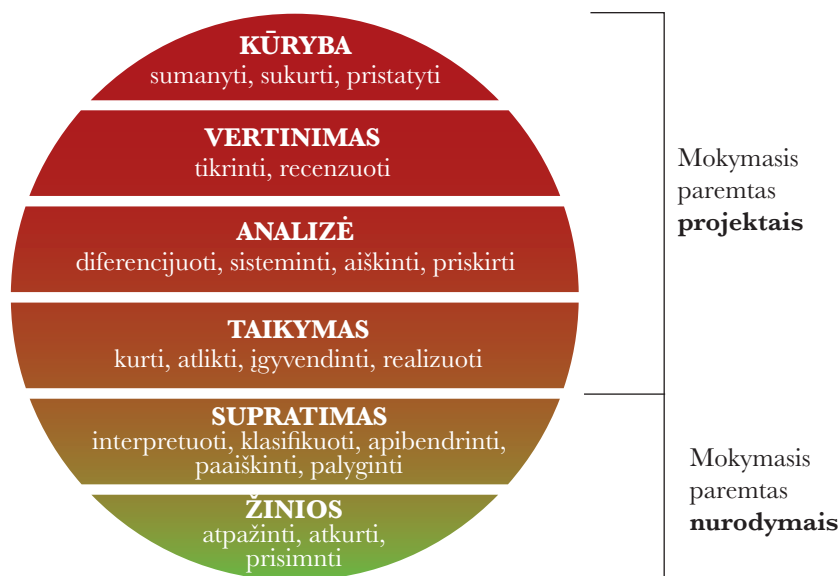 KŪRYBA
sumanyti, sukurti, pristatyti
VERTINIMAS
tikrinti, recenzuoti
ANALIZĖ
diferencijuoti, sisteminti, aiškinti, priskirti
TAIKYMAS
kurti, atlikti, įgyvendinti, realizuoti
SUPRATIMAS
interpretuoti, klasifikuoti, apibendrinti,
paaiškinti, palyginti
ŽINIOS
atpažinti, atkurti,
prisimnti
Mokymasis
paremtas
projektais
Mokymasis
paremtas
nurodymais